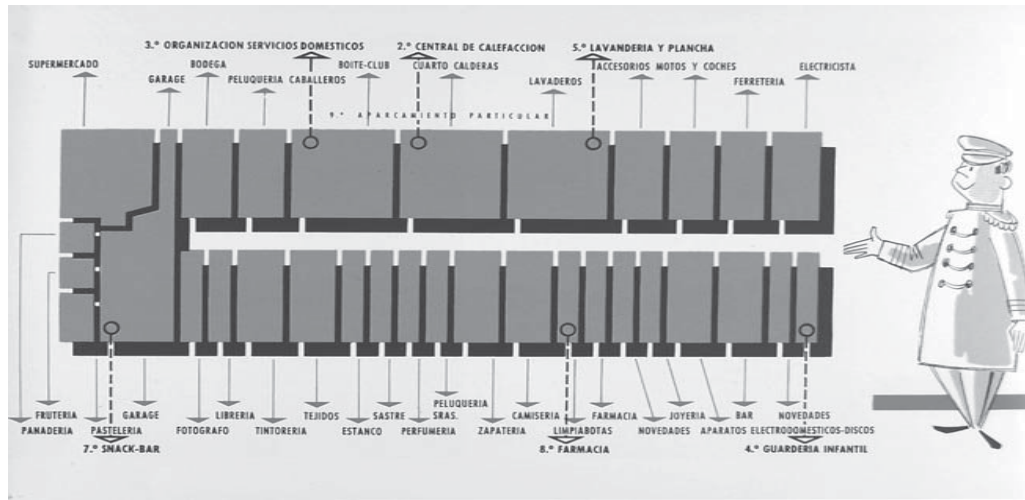 3.º ORGANIZACION SERVICIOS DOMÉSTICOS
2.º CENTRAL DE CALEFACCION
5.º LAVANDERIA Y PLANCHA
SUPERMERCADO
BODEGA
BOITE-CLUB
CUARTO CALDERAS
ACCESORIOS MOTOS Y COCHES
ELECTRICISTA
GARAGE
PELUQUERIA CABALLEROS
LAVADEROS
FERRETERIA
9.º APARCAMIENTO PARTICULAR
FRUTERIA
GARAGE
LIBRERIA
TEJIDOS
SASTRE
PELUQUERIA
SRAS.
CAMISERIA
FARMACIA
JOYERIA
BAR
NOVEDADES
PANADERIA
PASTELERIA
FOTOGRAFO
TINTORERIA
ESTANCO
PERFUMERIA
ZAPATERIA
LIMPIABOTAS
NOVEDADES
APARATOS ELECTRODOMESTICOS-DISCOS
7.º SNACK-BAR
8.º FARMACIA
4.º GUARDERIA INFANTIL